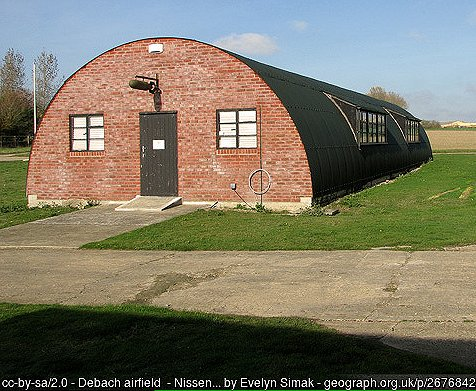 cc-by-sa/2.0 - Debach airfield - Nissen... by Evelyn Simak - geograph.org.uk/p/2676842